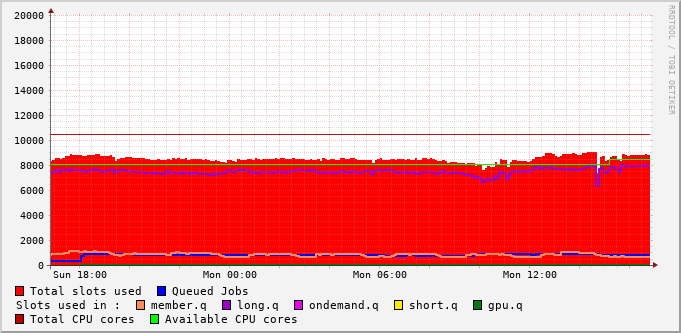 20000
18000
16000
14000
12000
10000
8000
6000
4000
2000
0
Sun 18:00 Mon 00:00 Mon 06:00 Mon 12:00
Total slots used Queued Jobs
Slots used in : member.q long.q ondemand.q short.q gpu.q
Total CPU cores Available CPU cores
RRDTOOL / TOBI OETIKER